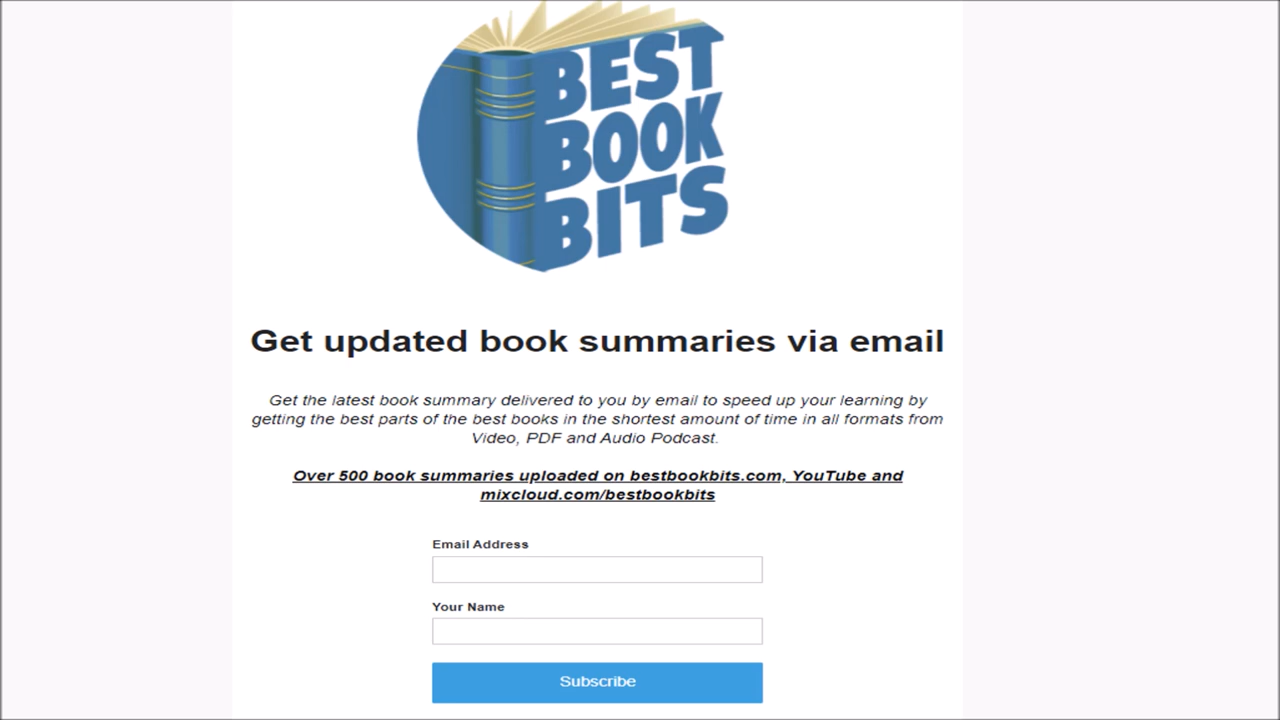 BEST
BOOK
BITS
Get updated book summaries via email
Get the latest book summary delivered to you by email to speed up your learning by
getting the best parts of the best books in the shortest amount of time in all formats from
Video, PDF and Audio Podcast.
Over 500 book summaries uploaded on bestbookbits.com, YouTube and
mixcloud.com/bestbookbits
Email Address
Your Name
Subscribe